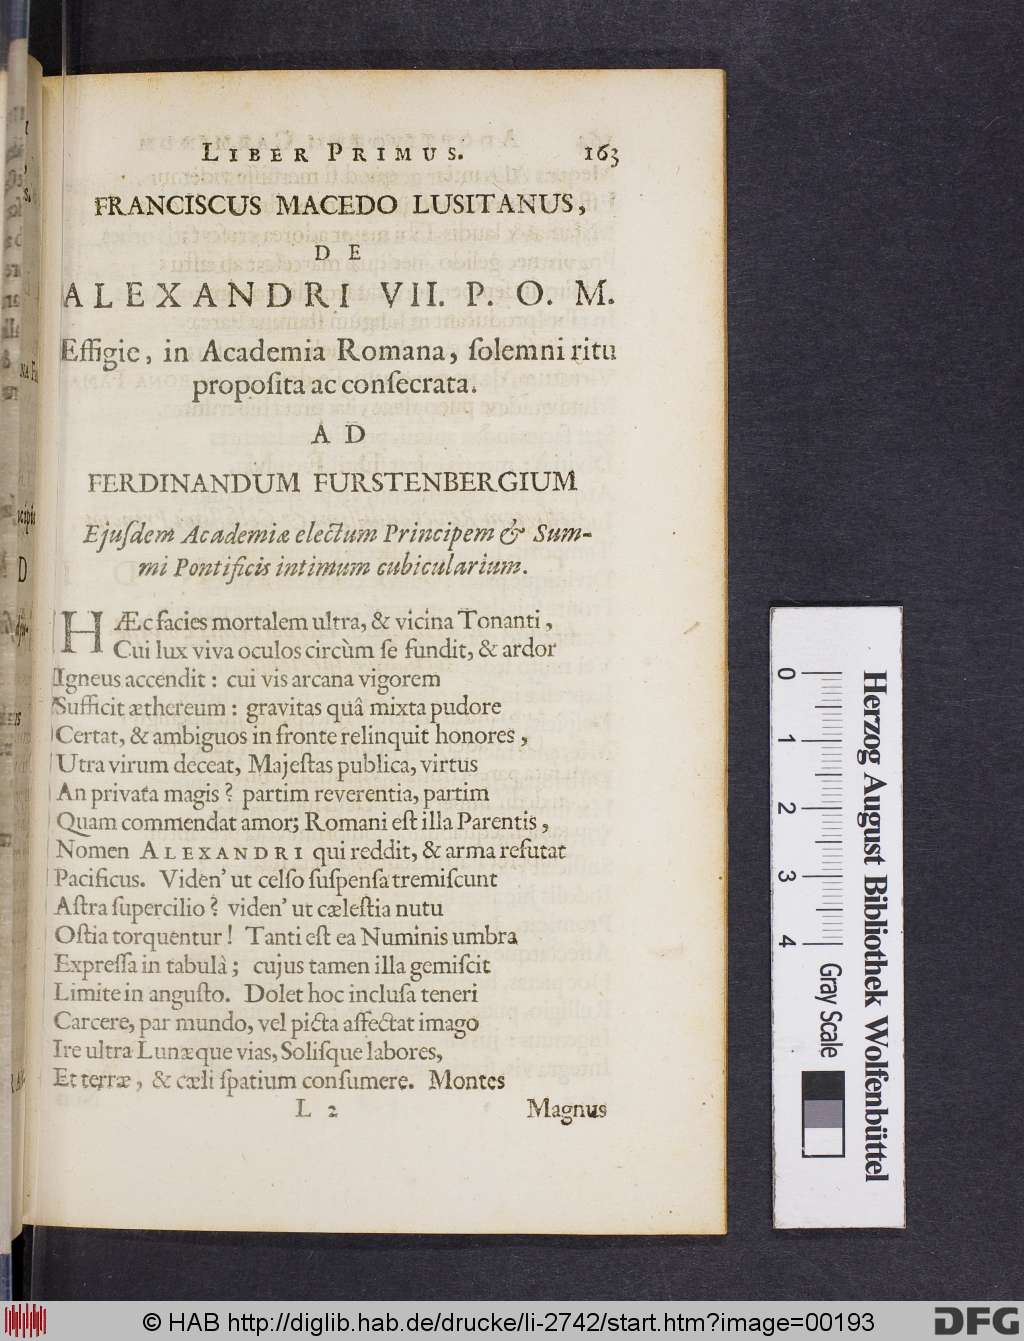 LIBER PRIMUS. 163
FRANCISCUS MACEDO LUSITANUS,
DE
ALEXANDRI VII. P. O. M.
Effigie, in Academia Romana, ſolemni ritu
propoſita ac conſecrata.
AD
FERDINANDUM FURSTENBERGIUM
Ejuſdem Academiæ electum Principem & Sum-
mi Pontificis intimum cubicularium.
HÆc facies mortalem ultra, & vicina Tonanti,
Cui lux viva oculos circùm ſe fundit, & ardor
Igneus accendit: cui vis arcana vigorem
Sufficit æthereum: gravitas quâ mixta pudore
Certat, & ambiguos in fronte relinquit honores,
Utra virum deceat, Majeſtas publica, virtus
An privata magis? partim reverentia, partim
Quam commendat amor; Romani eſt illa Parentis,
Nomen ALEXANDRI qui reddit, & arma refutat
Pacificus. Viden' ut celſo ſuſpenſa tremiſcunt
Aſtra ſupercilio? viden' ut cæleſtia nutu
Oſtia torquentur! Tanti eſt ea Numinis umbra
Expreſſa in tabulâ; cujus tamen illa gemiſcit
Limite in anguſto. Dolet hoc incluſa teneri
Carcere, par mundo, vel picta affectat imago
Ire ultra Lunæque vias, Soliſque labores,
Et terræ, & cæli ſpatium conſumere. Montes
L 2 Magnus
0 1 2 3 4
Herzog August Bibliothek Wolfenbüttel
Gray Scale
© HAB http://diglib.hab.de/drucke/li-2742/start.htm?image=00193
DFG